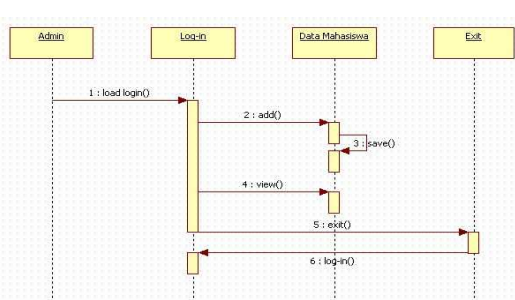 Admin
Log-in
Data Mahasiswa
Exit
1 : load login()
2 : add()
3 : save()
4 : view()
5 : exit()
6 : log-in()